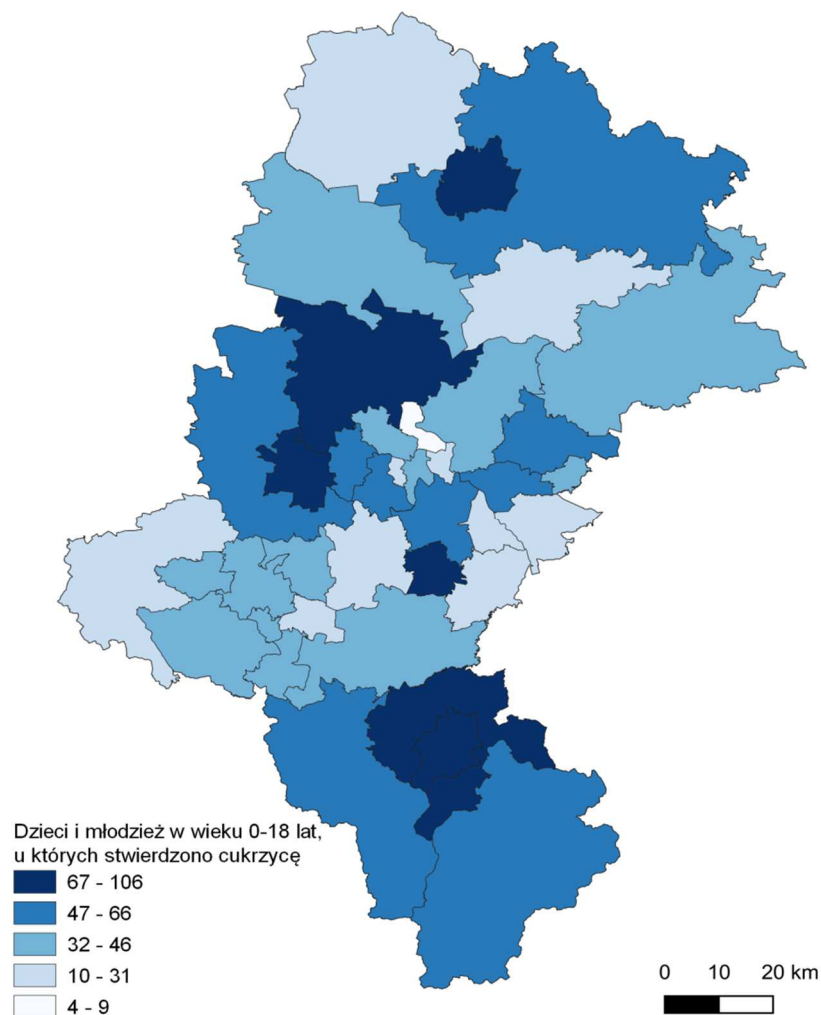 Dzieci i młodzież w wieku 0-18 lat,
u których stwierdzono cukrzycę
67 - 106
47 - 66
32 - 46
10 - 31
4 - 9
0 10 20 km